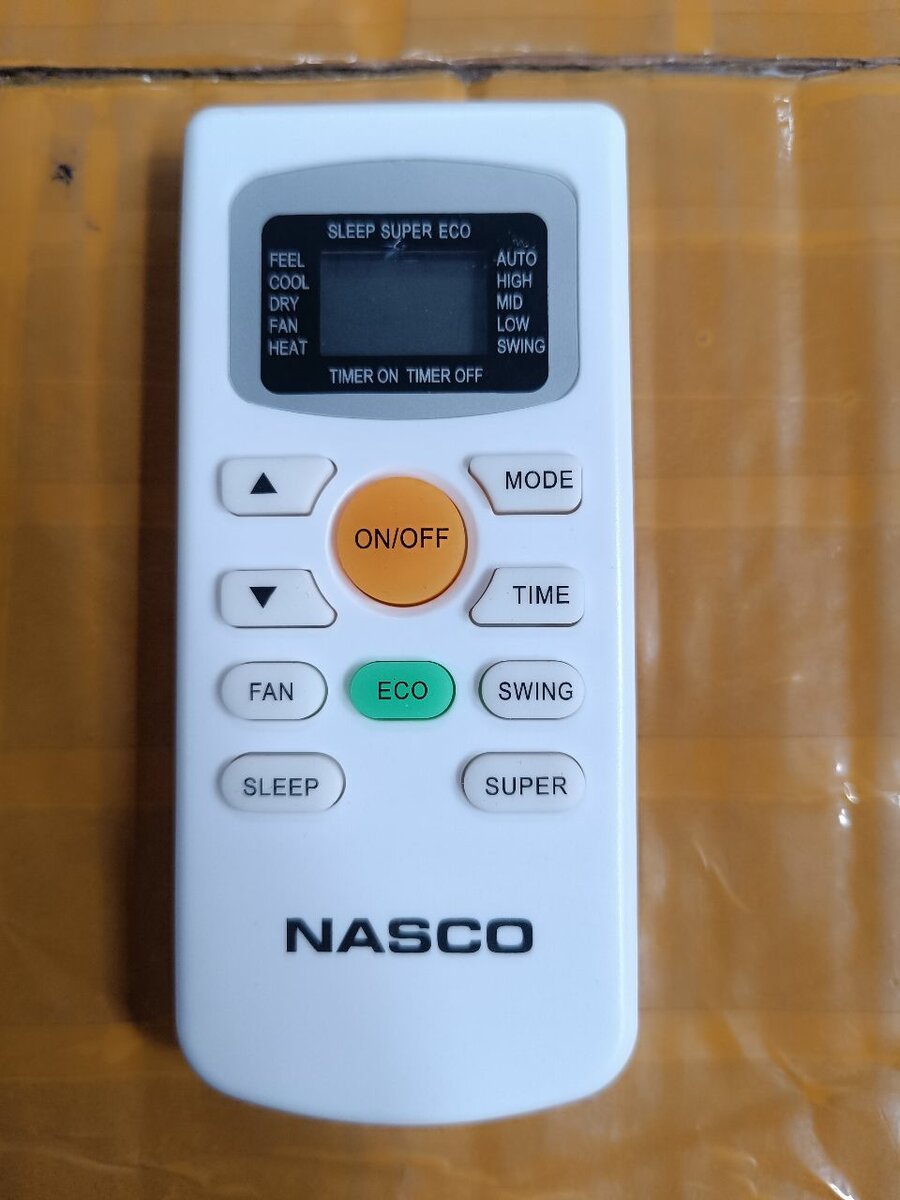 SLEEP SUPER ECO
FEEL
COOL
DRY
FAN
HEAT
AUTO
HIGH
MID
LOW
SWING
TIMER ON TIMER OFF
▲
MODE
ON/OFF
▼
TIME
FAN
ECO
SWING
SLEEP
SUPER
NASCO